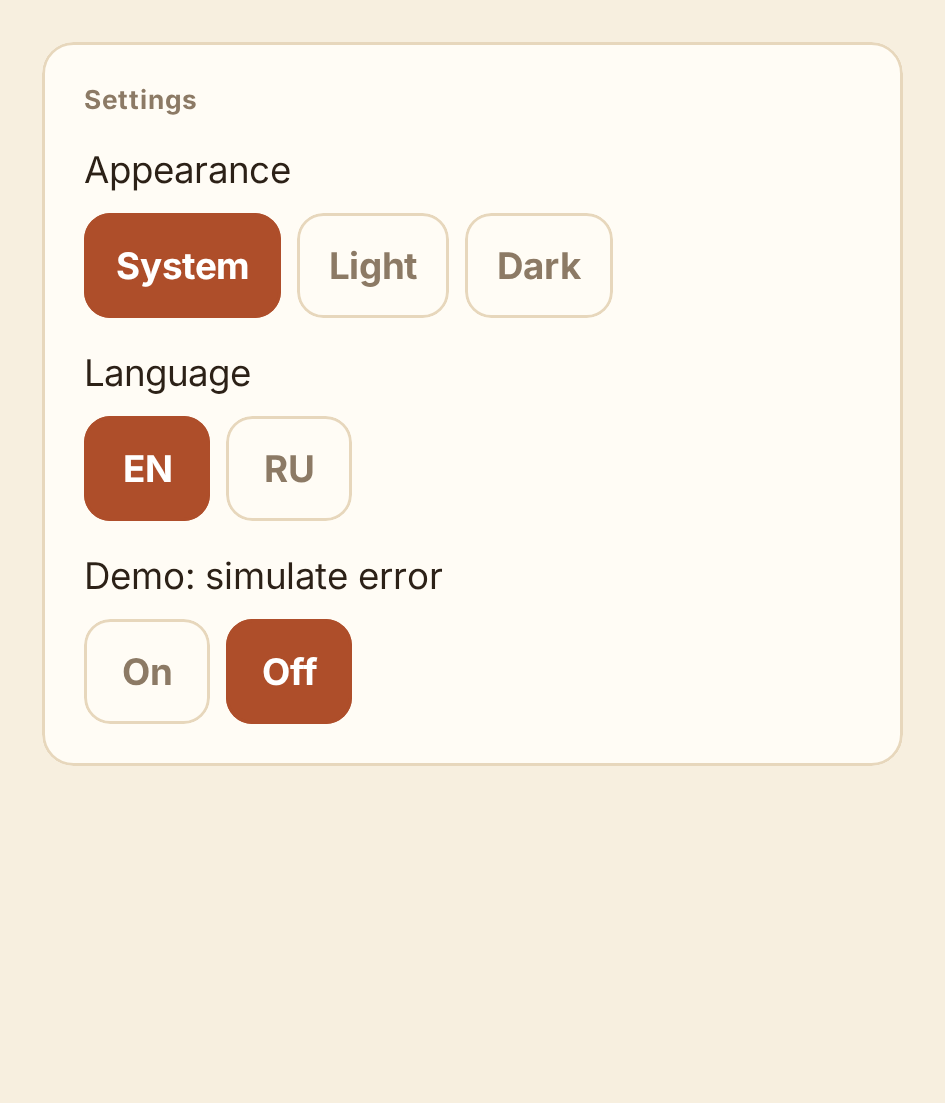 Settings
Appearance
System Light Dark
Language
EN RU
Demo: simulate error
On Off